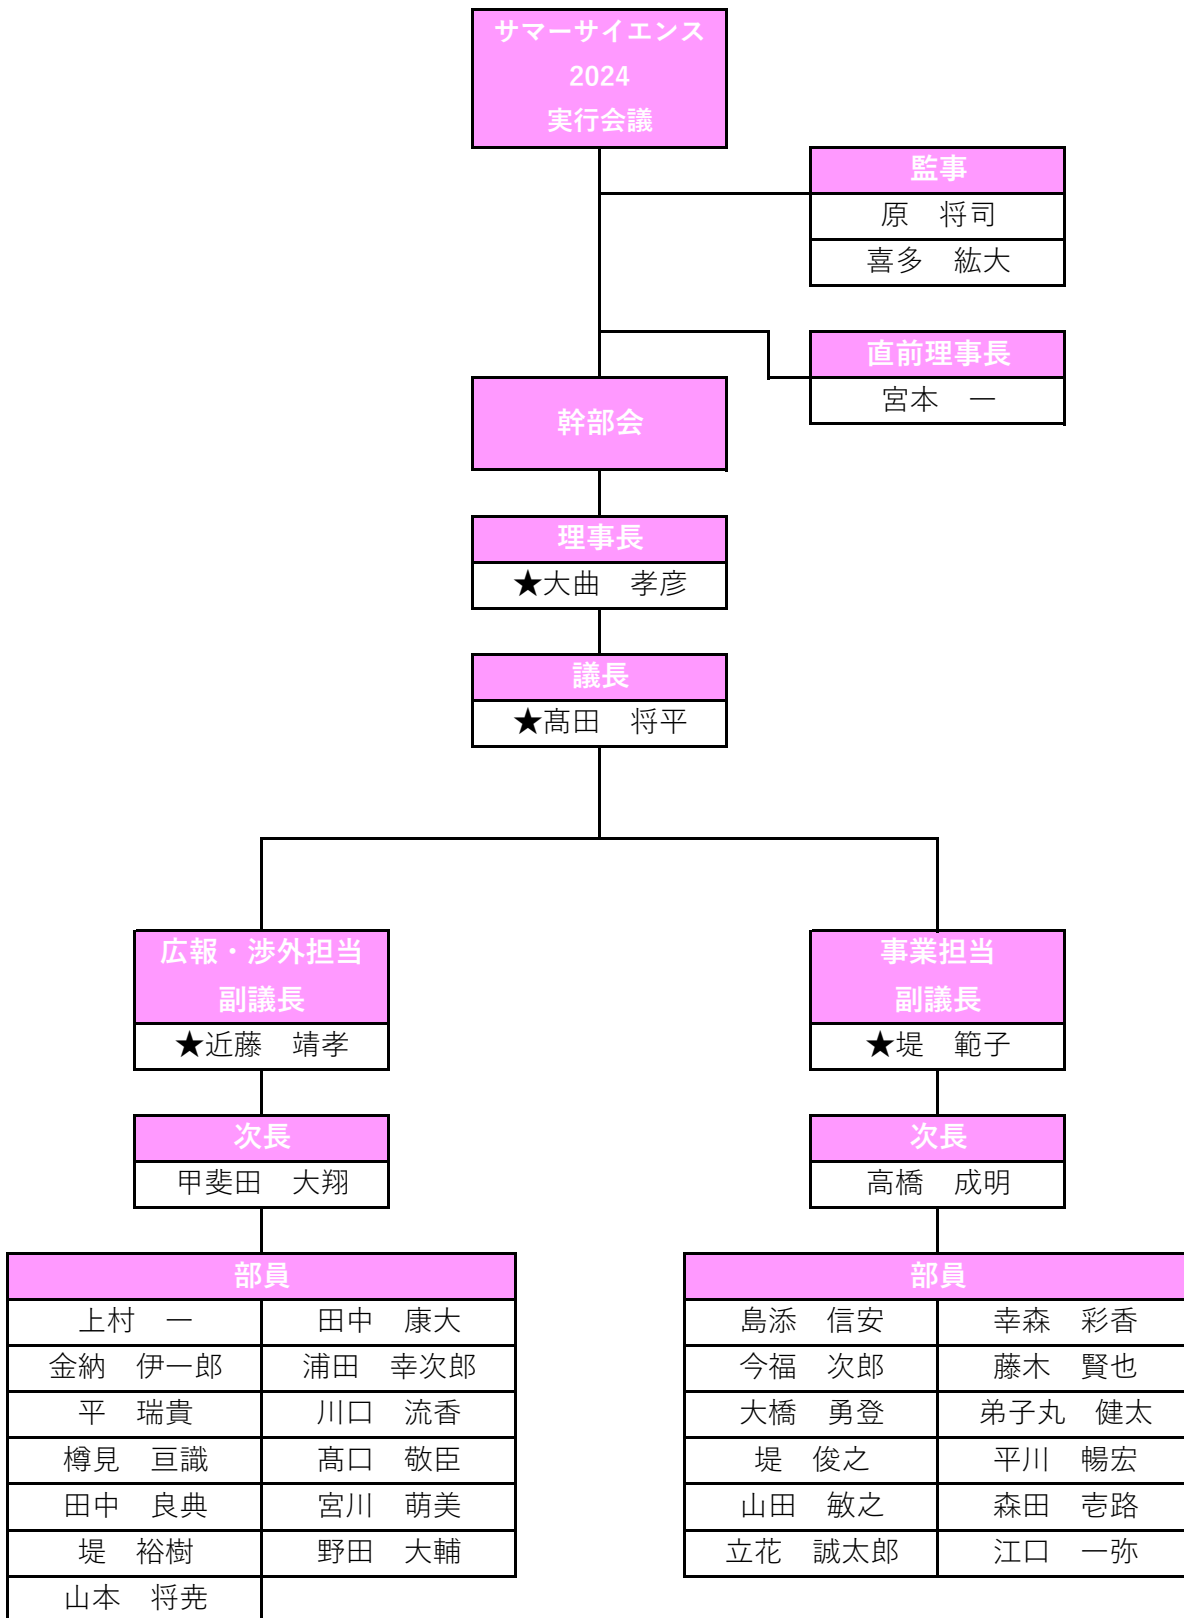 サマーサイエンス
2024
実行会議
監事
原　将司
喜多　紘大
直前理事長
宮本　一
幹部会
理事長
★大曲　孝彦
議長
★髙田　将平
広報・渉外担当
副議長
★近藤　靖孝
次長
甲斐田　大翔
部員
上村　一　田中　康大
金納　伊一郎　浦田　幸次郎
平　瑞貴　川口　流香
樽見　亘識　髙口　敬臣
田中　良典　宮川　萌美
堤　裕樹　野田　大輔
山本　将尭
事業担当
副議長
★堤　範子
次長
高橋　成明
部員
島添　信安　幸森　彩香
今福　次郎　藤木　賢也
大橋　勇登　弟子丸　健太
堤　俊之　平川　暢宏
山田　敏之　森田　壱路
立花　誠太郎　江口　一弥